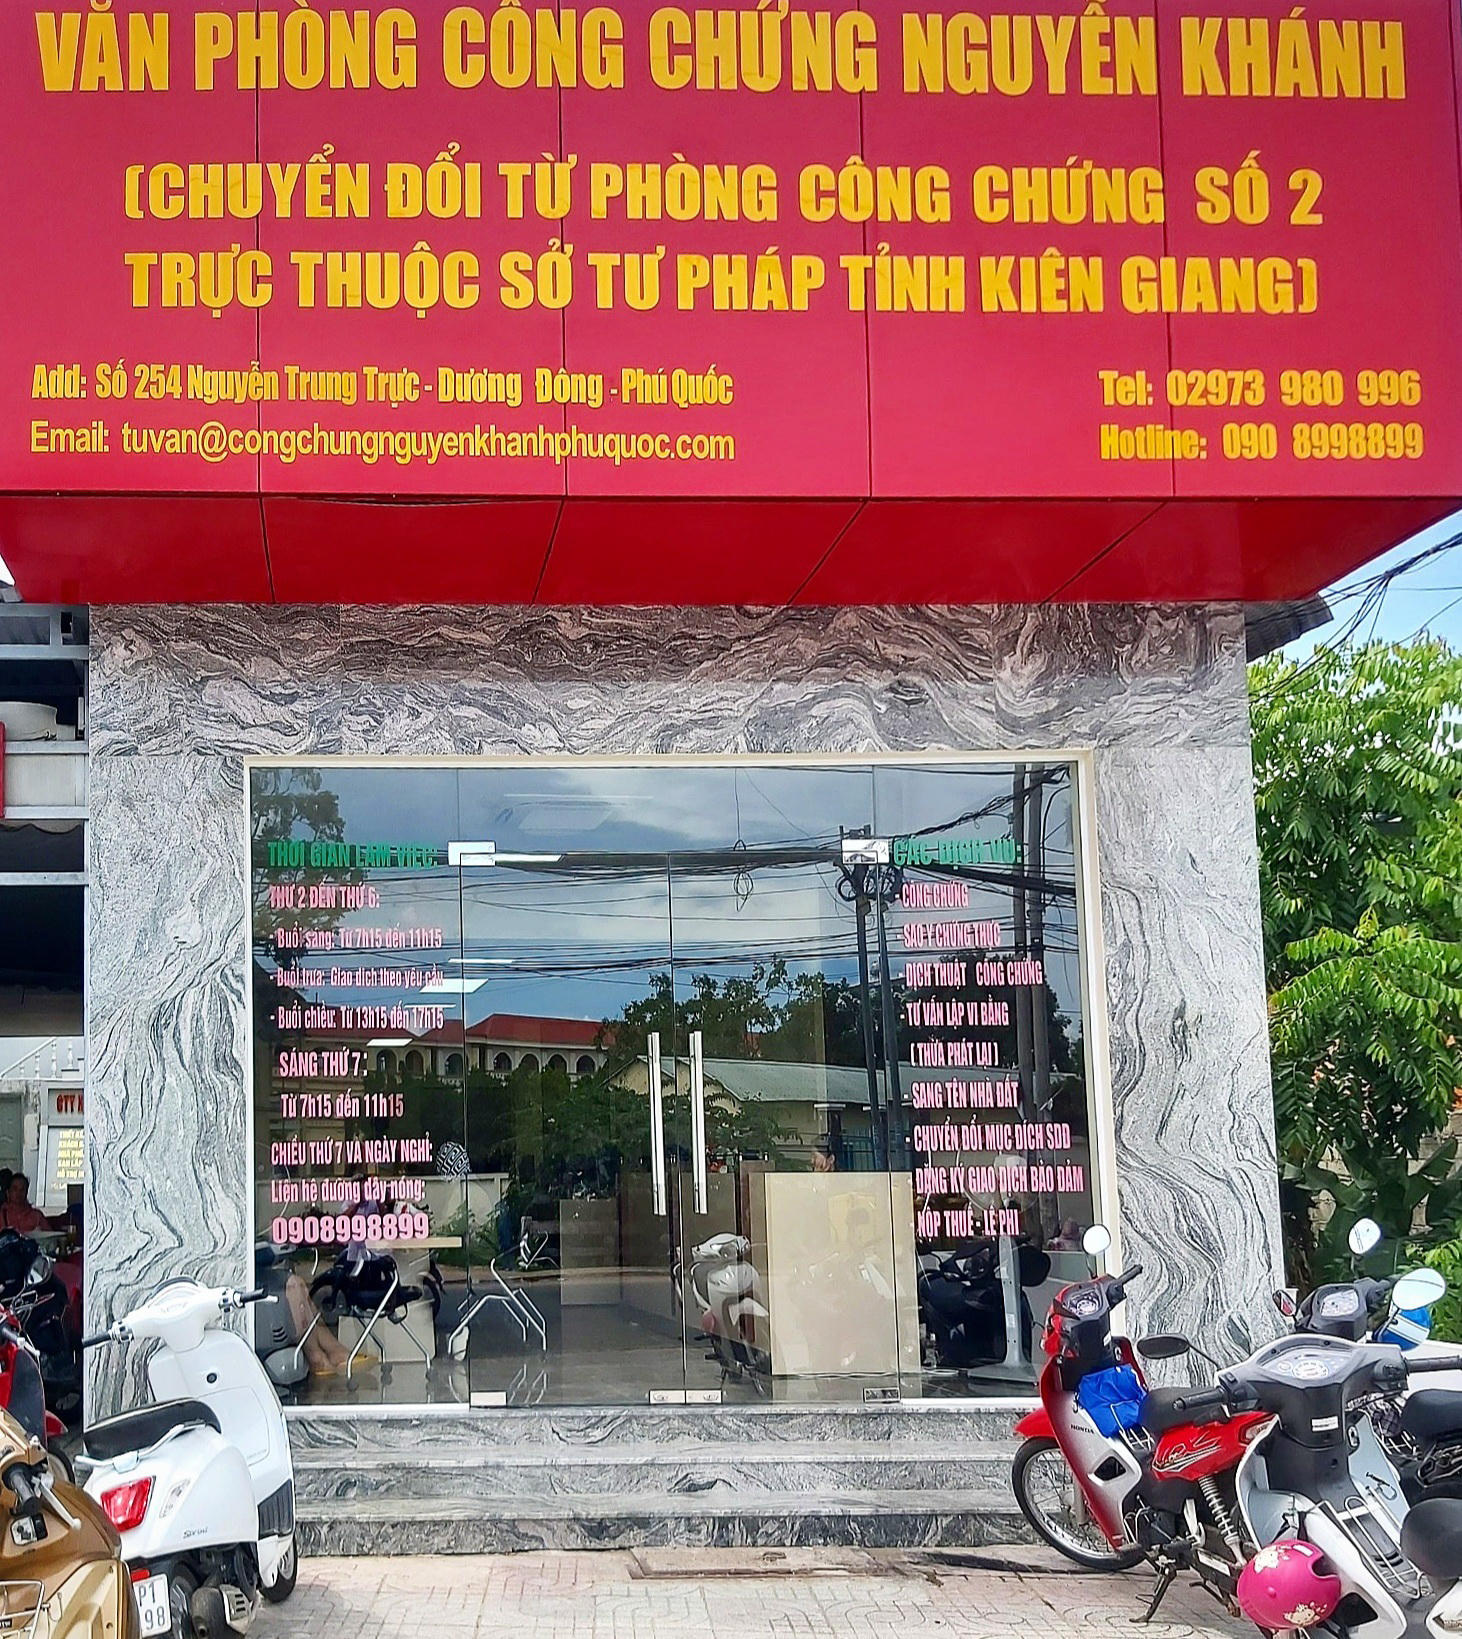 VĂN PHÒNG CÔNG CHỨNG NGUYỄN KHÁNH
(CHUYỂN ĐỔI TỪ PHÒNG CÔNG CHỨNG SỐ 2
TRỰC THUỘC SỞ TƯ PHÁP TỈNH KIÊN GIANG)
Add: Số 254 Nguyễn Trung Trực - Dương Đông - Phú Quốc
Email: tuvan@congchungnguyenkhanhphuquoc.com
Tel: 02973 980 996
Hotline: 090 8998899
THỜI GIAN LÀM VIỆC:
THỨ 2 ĐẾN THỨ 6:
- Buổi sáng: Từ 7h15 đến 11h15
- Buổi trưa: Giao dịch theo yêu cầu
- Buổi chiều: Từ 13h15 đến 17h15
SÁNG THỨ 7:
Từ 7h15 đến 11h15
CHIỀU THỨ 7 VÀ NGÀY NGHỈ:
Liên hệ đường dây nóng:
0908998899
CÁC DỊCH VỤ:
- CÔNG CHỨNG
- SAO Y CHỨNG THỰC
- DỊCH THUẬT CÔNG CHỨNG
- TƯ VẤN LẬP VI BẰNG
(THỪA PHÁT LẠI)
- SANG TÊN NHÀ ĐẤT
- CHUYỂN ĐỔI MỤC ĐÍCH SDD
ĐĂNG KÝ GIAO DỊCH BẢO ĐẢM
NỘP THUẾ - LỆ PHÍ
HONDA
P1
98